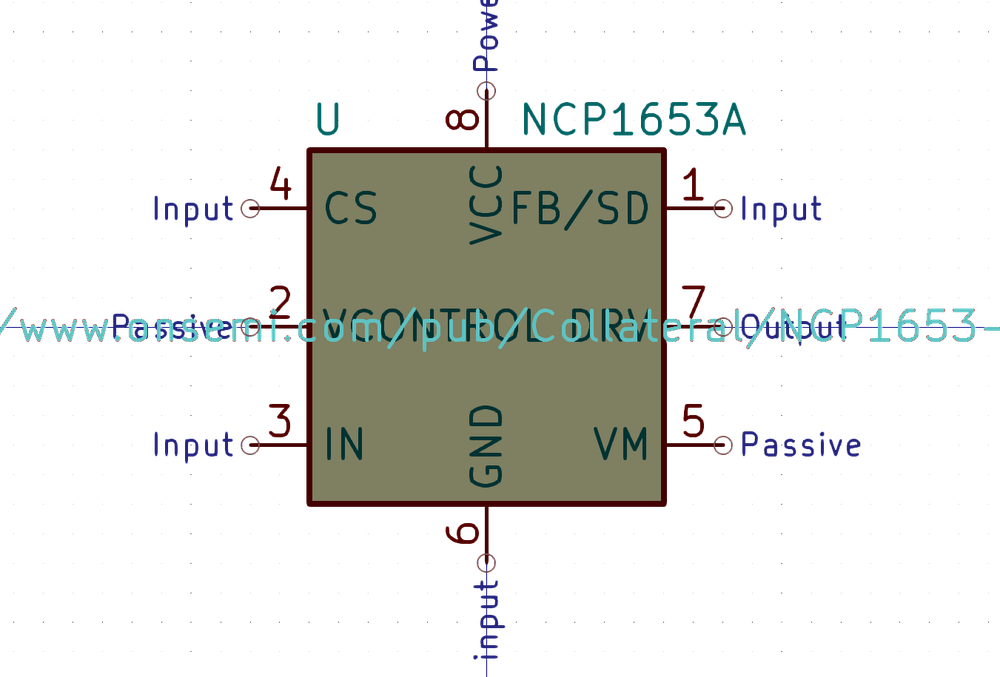 Powe
U
8
NCP1653A
4
VCC
1
Input
CS
FB/SD
Input
2
7
Passive
VCONTROL
DRV
Output
/www.onsemi.com/pub/Collateral/NCP1653-
3
GND
5
Input
IN
VM
Passive
6
input